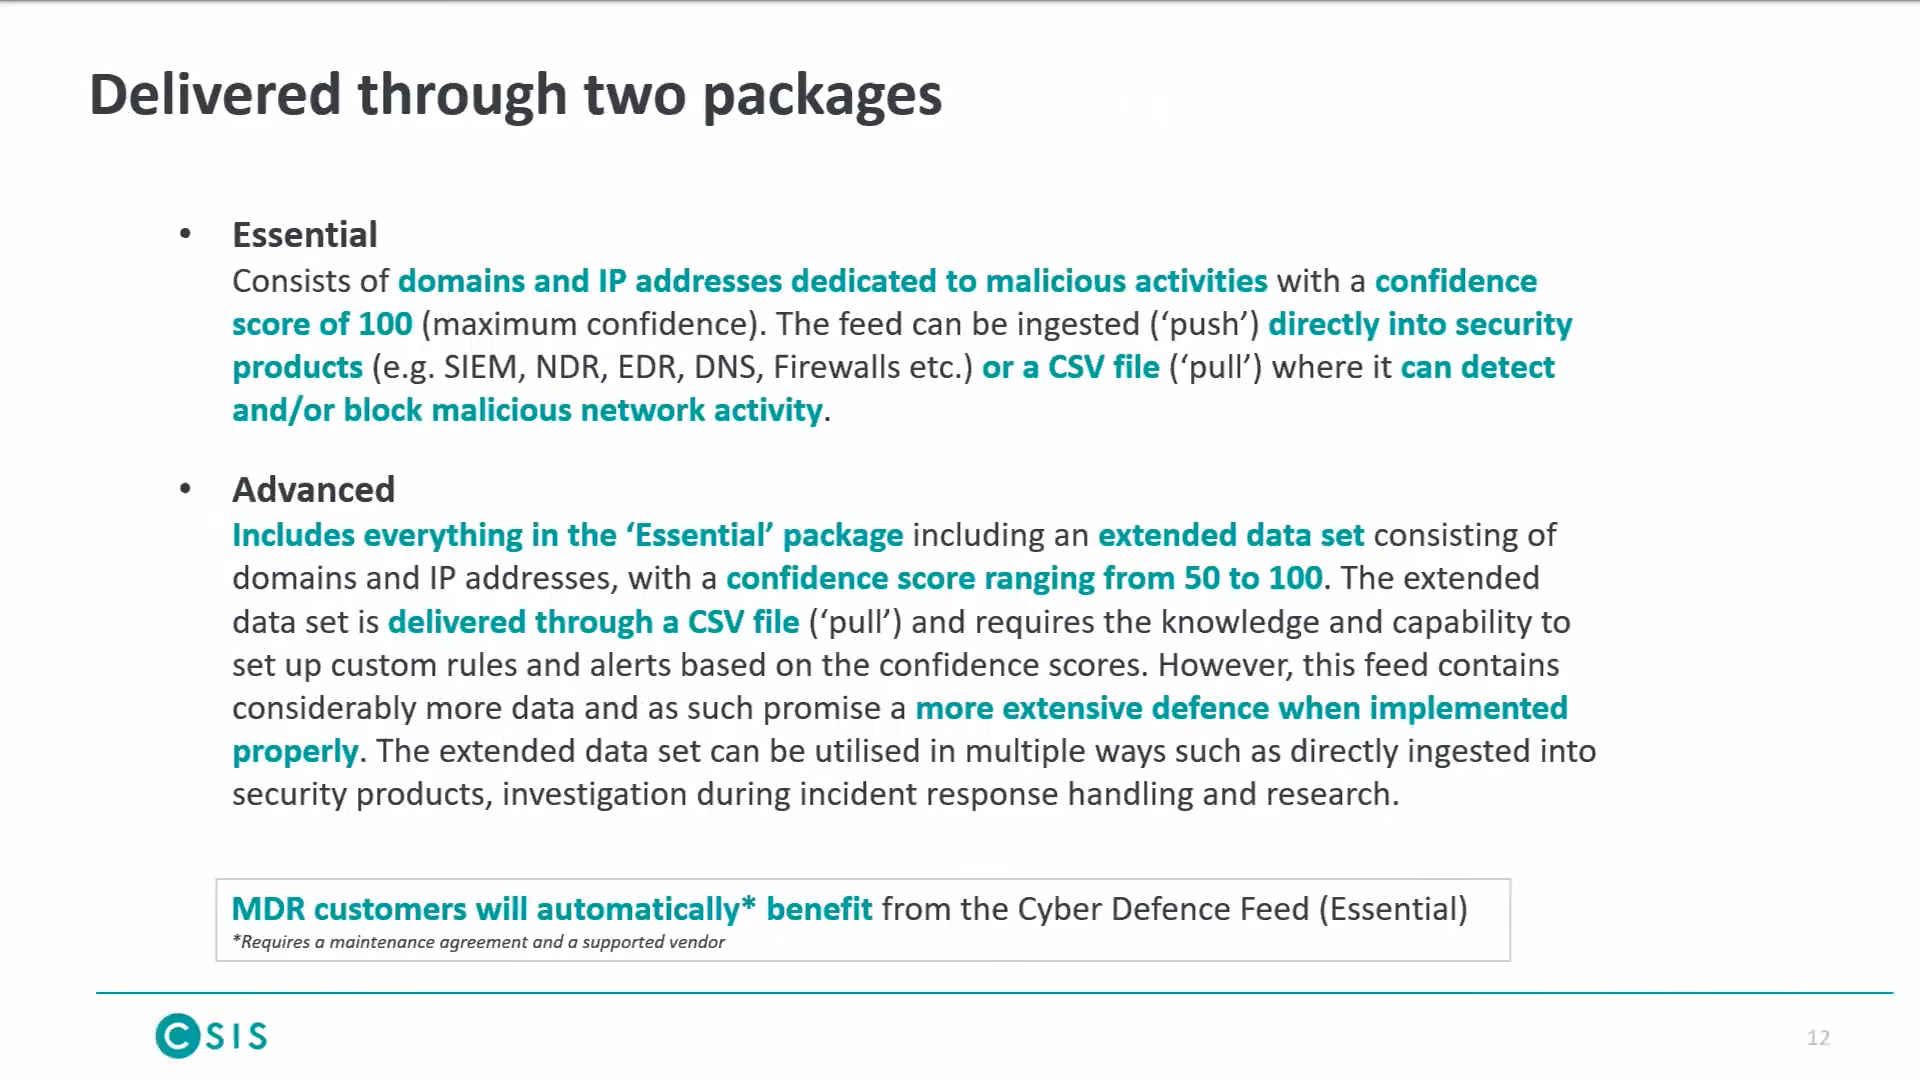 Delivered through two packages
• Essential
Consists of domains and IP addresses dedicated to malicious activities with a confidence
score of 100 (maximum confidence). The feed can be ingested (‘push’) directly into security
products (e.g. SIEM, NDR, EDR, DNS, Firewalls etc.) or a CSV file (‘pull’) where it can detect
and/or block malicious network activity.
• Advanced
Includes everything in the ‘Essential’ package including an extended data set consisting of
domains and IP addresses, with a confidence score ranging from 50 to 100. The extended
data set is delivered through a CSV file (‘pull’) and requires the knowledge and capability to
set up custom rules and alerts based on the confidence scores. However, this feed contains
considerably more data and as such promise a more extensive defence when implemented
properly. The extended data set can be utilised in multiple ways such as directly ingested into
security products, investigation during incident response handling and research.
MDR customers will automatically* benefit from the Cyber Defence Feed (Essential)
*Requires a maintenance agreement and a supported vendor
CSIS
12